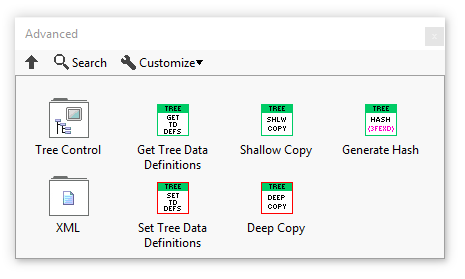 Advanced
x
Search
Customize
TREE
GET
TD
DEFS
TREE
SHLW
COPY
TREE
HASH
{3FEXD}
Tree Control
Get Tree Data
Definitions
Shallow Copy
Generate Hash
TREE
SET
TD
DEFS
TREE
DEEP
COPY
XML
Set Tree Data
Definitions
Deep Copy